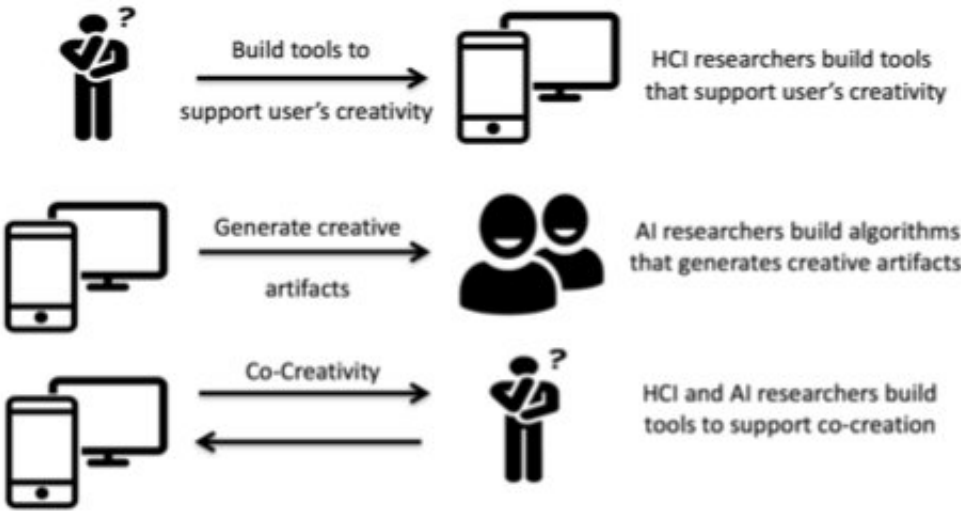 ?
Build tools to
support user's creativity
HCI researchers build tools
that support user's creativity
Generate creative
artifacts
AI researchers build algorithms
that generates creative artifacts
Co-Creativity
?
HCI and AI researchers build
tools to support co-creation